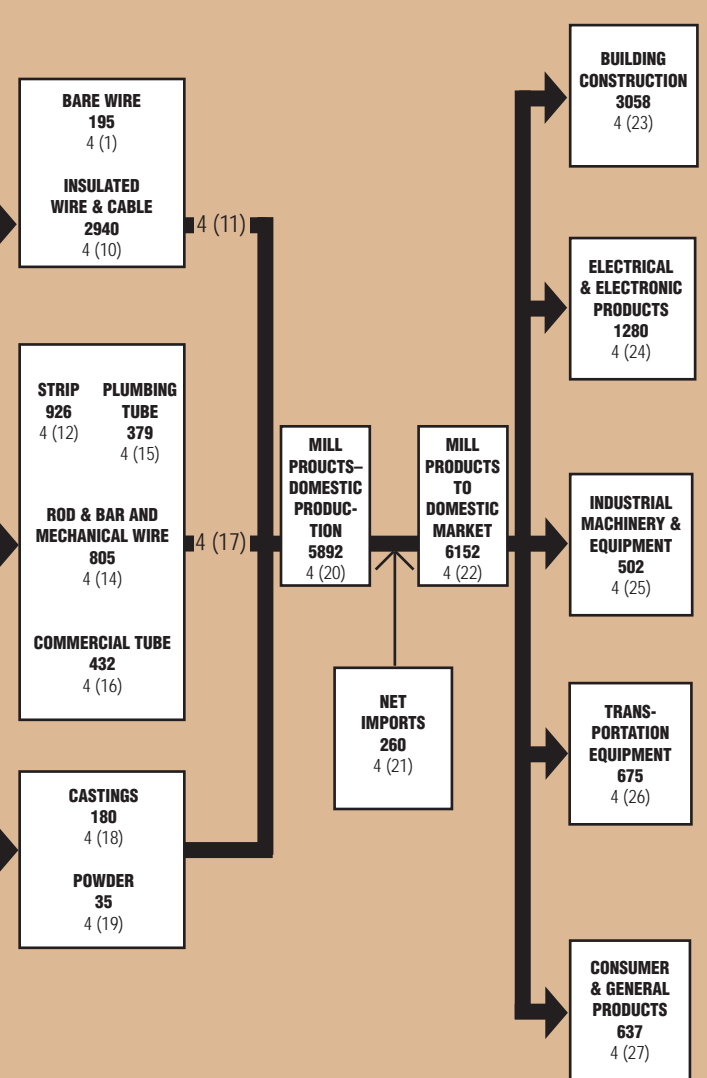 BARE WIRE
195
4 (1)
INSULATED
WIRE & CABLE
2940
4 (10)
4 (11)
STRIP
926
4 (12)
PLUMBING
TUBE
379
4 (15)
ROD & BAR AND
MECHANICAL WIRE
805
4 (14)
COMMERCIAL TUBE
432
4 (16)
4 (17)
CASTINGS
180
4 (18)
POWDER
35
4 (19)
MILL
PROUCTS–
DOMESTIC
PRODUC-
TION
5892
4 (20)
NET
IMPORTS
260
4 (21)
MILL
PRODUCTS
TO
DOMESTIC
MARKET
6152
4 (22)
BUILDING
CONSTRUCTION
3058
4 (23)
ELECTRICAL
& ELECTRONIC
PRODUCTS
1280
4 (24)
INDUSTRIAL
MACHINERY &
EQUIPMENT
502
4 (25)
TRANS-
PORTATION
EQUIPMENT
675
4 (26)
CONSUMER
& GENERAL
PRODUCTS
637
4 (27)